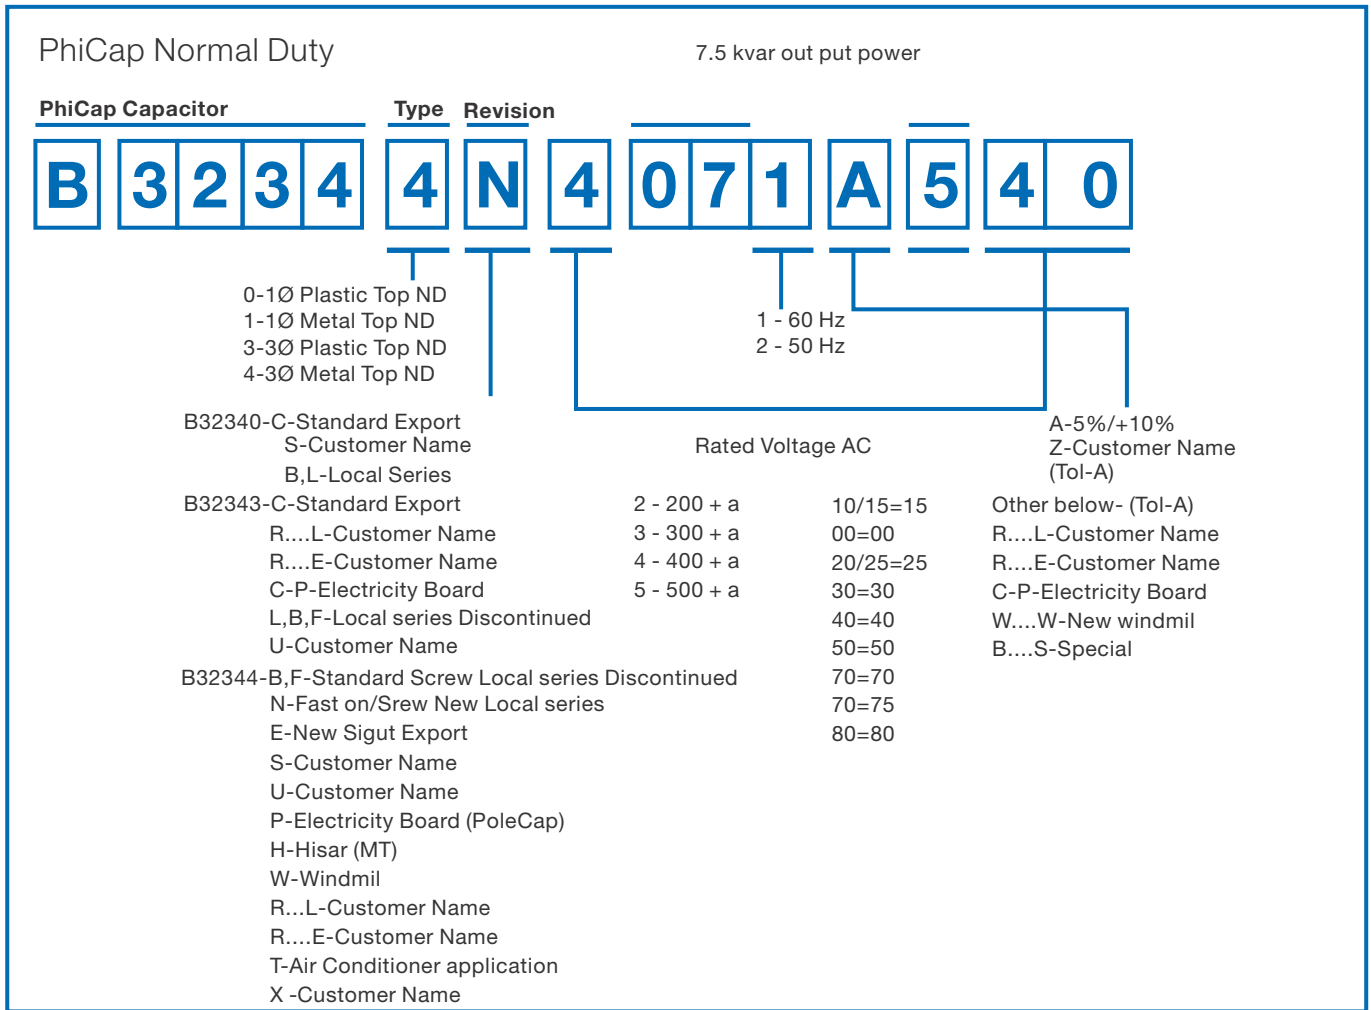 PhiCap Normal Duty
7.5 kvar out put power
PhiCap Capacitor Type Revision
B 3 2 3 4 4 N 4 0 7 1 A 5 4 0
0-1Ø Plastic Top ND
1-1Ø Metal Top ND
3-3Ø Plastic Top ND
4-3Ø Metal Top ND
1 - 60 Hz
2 - 50 Hz
B32340-C-Standard Export
S-Customer Name
B,L-Local Series
B32343-C-Standard Export
R....L-Customer Name
R....E-Customer Name
C-P-Electricity Board
L,B,F-Local series Discontinued
U-Customer Name
B32344-B,F-Standard Screw Local series Discontinued
N-Fast on/Srew New Local series
E-New Sigut Export
S-Customer Name
U-Customer Name
P-Electricity Board (PoleCap)
H-Hisar (MT)
W-Windmil
R...L-Customer Name
R....E-Customer Name
T-Air Conditioner application
X -Customer Name
Rated Voltage AC
2 - 200 + a
3 - 300 + a
4 - 400 + a
5 - 500 + a
10/15=15
00=00
20/25=25
30=30
40=40
50=50
70=70
70=75
80=80
A-5%/+10%
Z-Customer Name
(Tol-A)
Other below- (Tol-A)
R....L-Customer Name
R....E-Customer Name
C-P-Electricity Board
W....W-New windmil
B....S-Special